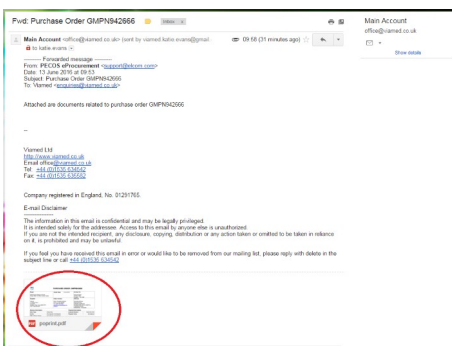 Fwd: Purchase Order GMPN942666
Inbox x
Main Account
office@viamed.co.uk
Show details
Main Account <office@viamed.co.uk> (sent by viamed.katie.evans@gmail.
09:58 (31 minutes ago)
to katie evans
---------- Forwarded message ----------
From: PECOS eProcurement <support@elcom.com>
Date: 13 June 2016 at 09:53
Subject: Purchase Order GMPN942666
To: Viamed <enquiries@viamed.co.uk>
Attached are documents related to purchase order GMPN942666
--
Viamed Ltd
http://www.viamed.co.uk
Email office@viamed.co.uk
Tel: +44 (0)1535 634542
Fax: +44 (0)1535 635582
Company registered in England, No. 01291765.
E-mail Disclaimer
The information in this email is confidential and may be legally privileged.
It is intended solely for the addressee. Access to this email by anyone else is unauthorized.
If you are not the intended recipient, any disclosure, copying, distribution or any action taken or omitted to be taken in reliance
on it, is prohibited and may be unlawful.
If you feel you have received this email in error or would like to be removed from our mailing list, please reply with delete in the
subject line or call +44 (0)1535 634542
poprint.pdf